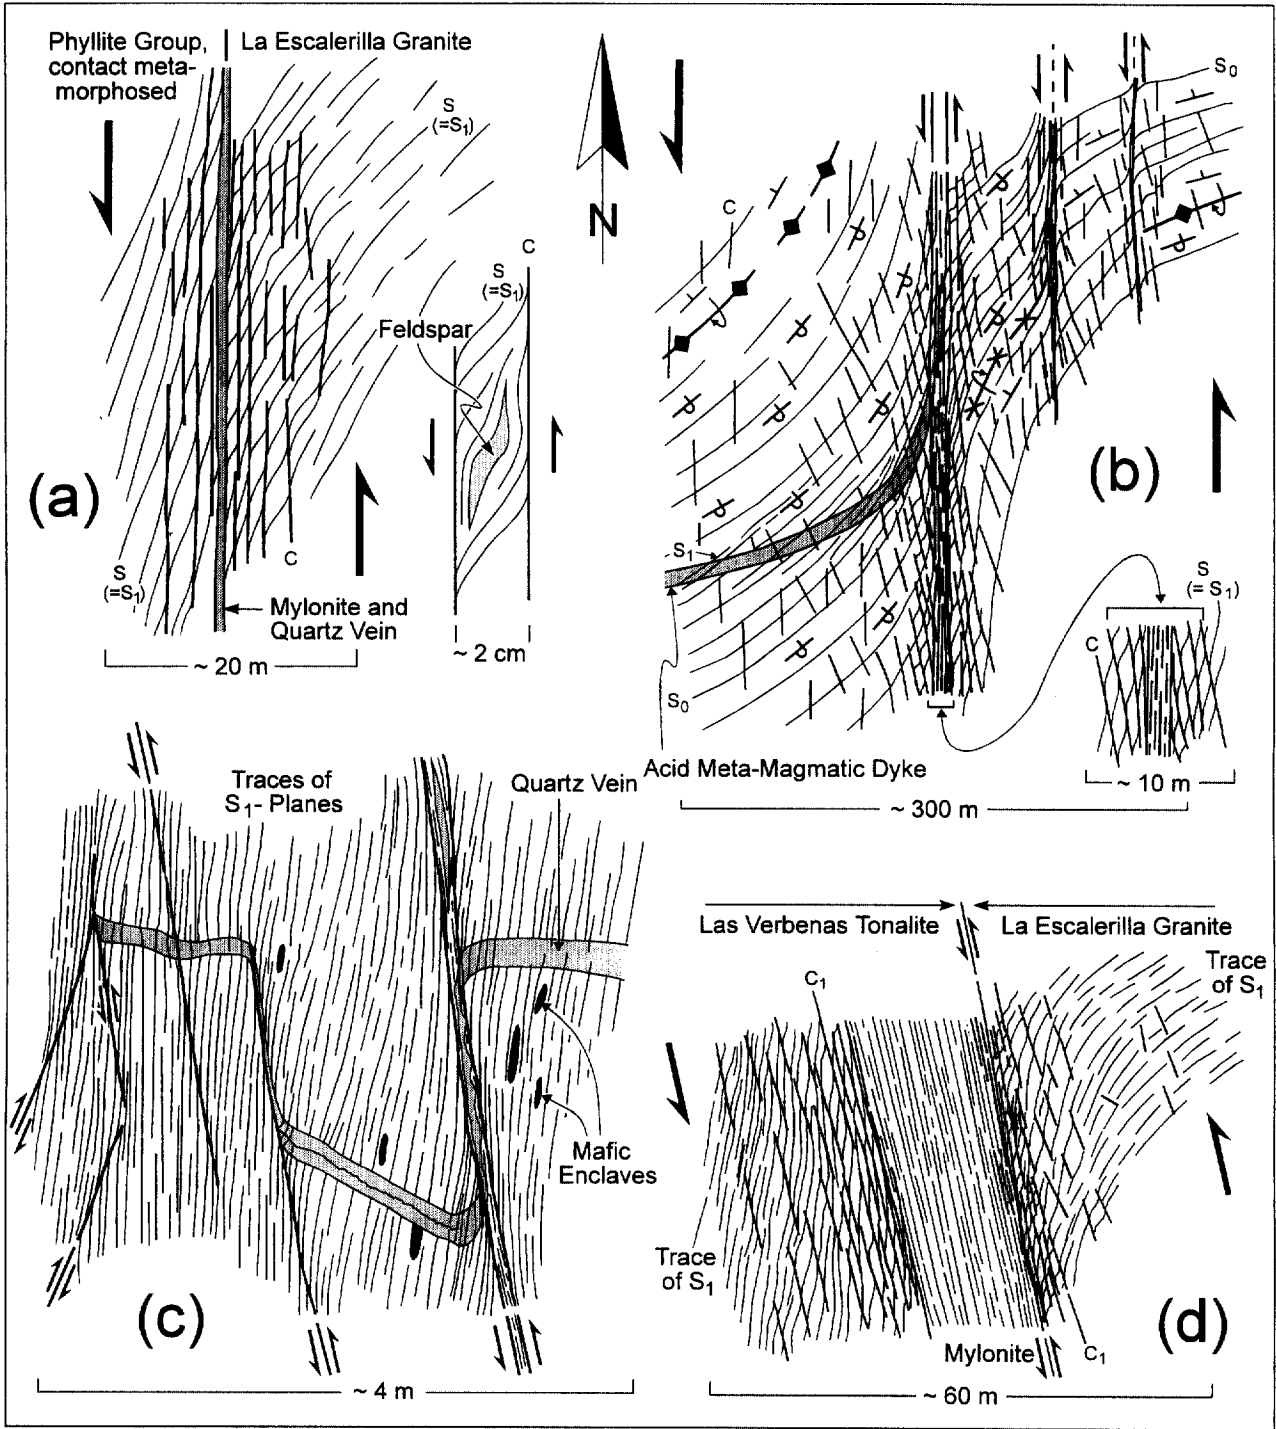 Phyllite Group,
contact meta-
morphosed
La Escalerilla Granite
S
(=S₁)
C
S
(=S₁)
Feldspar
(a)
S
(=S₁)
C
Mylonite and
Quartz Vein
~ 20 m
~ 2 cm
N
S₀
C
(b)
S₁
S
(= S₁)
C
S₀
Acid Meta-Magmatic Dyke
~ 10 m
~ 300 m
Traces of
S₁- Planes
Quartz Vein
Mafic
Enclaves
(c)
~ 4 m
Las Verbenas Tonalite
La Escalerilla Granite
Trace
of S₁
C₁
Trace
of S₁
(d)
Mylonite
C₁
~ 60 m